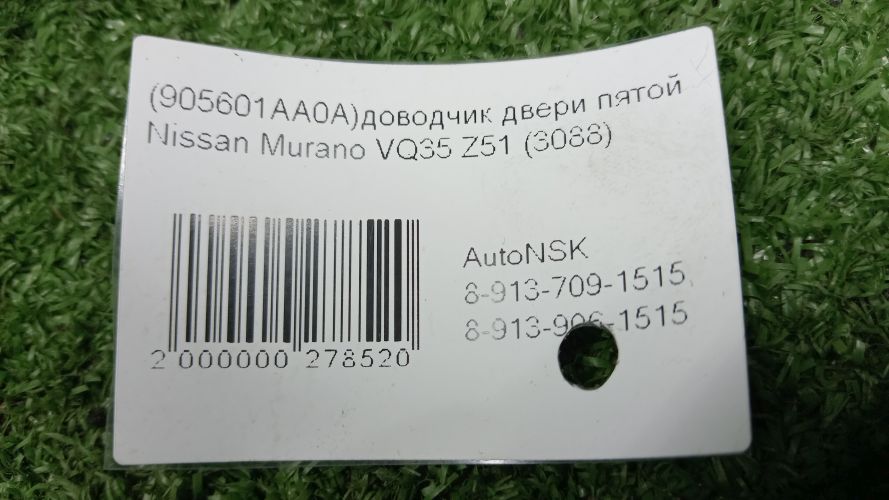 (905601AA0A)доводчик двери пятой
Nissan Murano VQ35 Z51 (3088)
AutoNSK
8-913-709-1515
8-913-906-1515
2 000000 278520